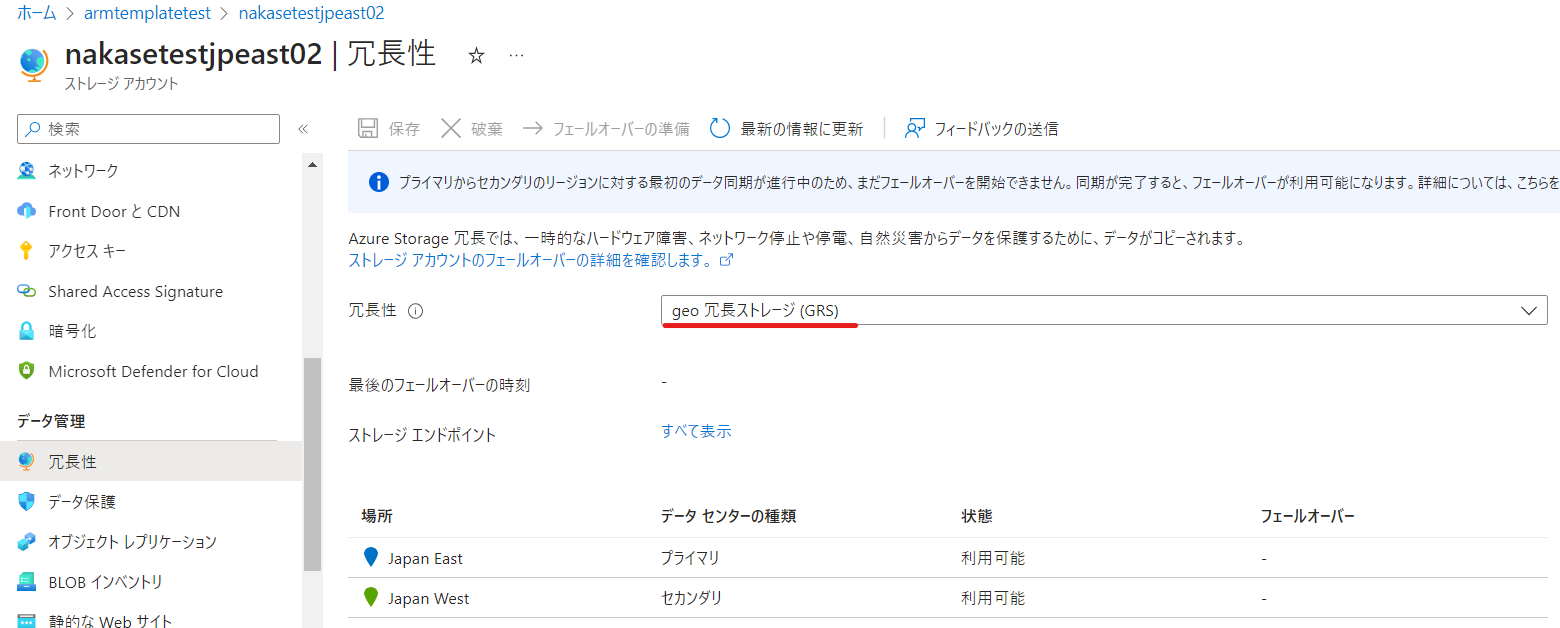 ホーム > armtemplatetest > nakasetestjpeast02
nakasetestjpeast02 | 冗長性 ☆ …
ストレージ アカウント
検索 «
ネットワーク
Front Door と CDN
アクセス キー
Shared Access Signature
暗号化
Microsoft Defender for Cloud
データ管理
冗長性
データ保護
オブジェクト レプリケーション
BLOB インベントリ
静的な Web サイト
保存 破棄 フェールオーバーの準備 最新の情報に更新 フィードバックの送信
プライマリからセカンダリのリージョンに対する最初のデータ同期が進行中のため、まだフェールオーバーを開始できません。同期が完了すると、フェールオーバーが利用可能になります。詳細については、こちらを
Azure Storage 冗長では、一時的なハードウェア障害、ネットワーク停止や停電、自然災害からデータを保護するために、データがコピーされます。
ストレージ アカウントのフェールオーバーの詳細を確認します。
冗長性 geo 冗長ストレージ (GRS)
最後のフェールオーバーの時刻 -
ストレージ エンドポイント すべて表示
場所 データ センターの種類 状態 フェールオーバー
Japan East プライマリ 利用可能 -
Japan West セカンダリ 利用可能 -